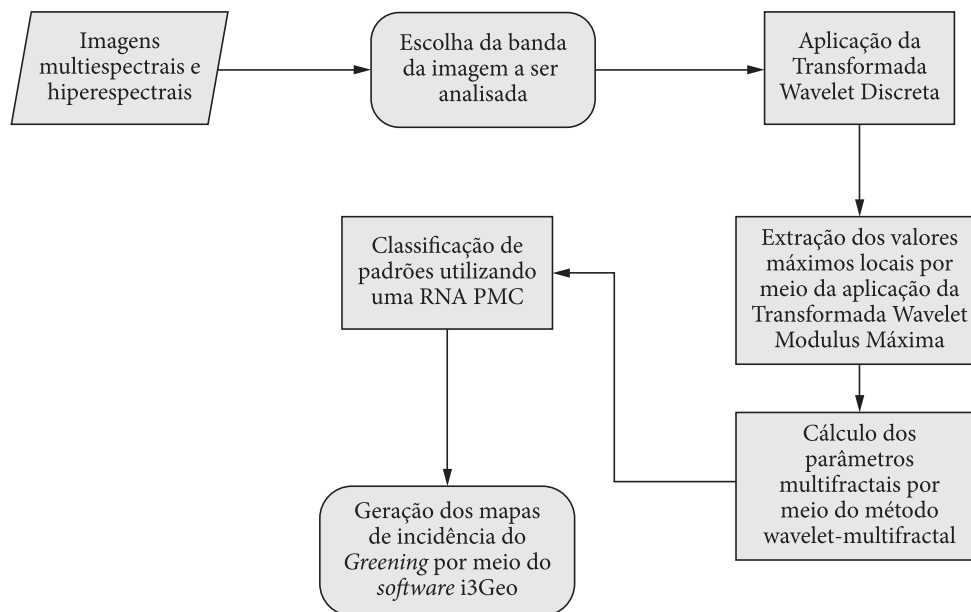 Imagens
multiespectrais e
hiperespectrais
Escolha da banda
da imagem a ser
analisada
Aplicação da
Transformada
Wavelet Discreta
Extração dos valores
máximos locais por
meio da aplicação da
Transformada Wavelet
Modulus Máxima
Cálculo dos
parâmetros
multifractais por
meio do método
wavelet-multifractal
Classificação de
padrões utilizando
uma RNA PMC
Geração dos mapas
de incidência do
Greening por meio do
software i3Geo